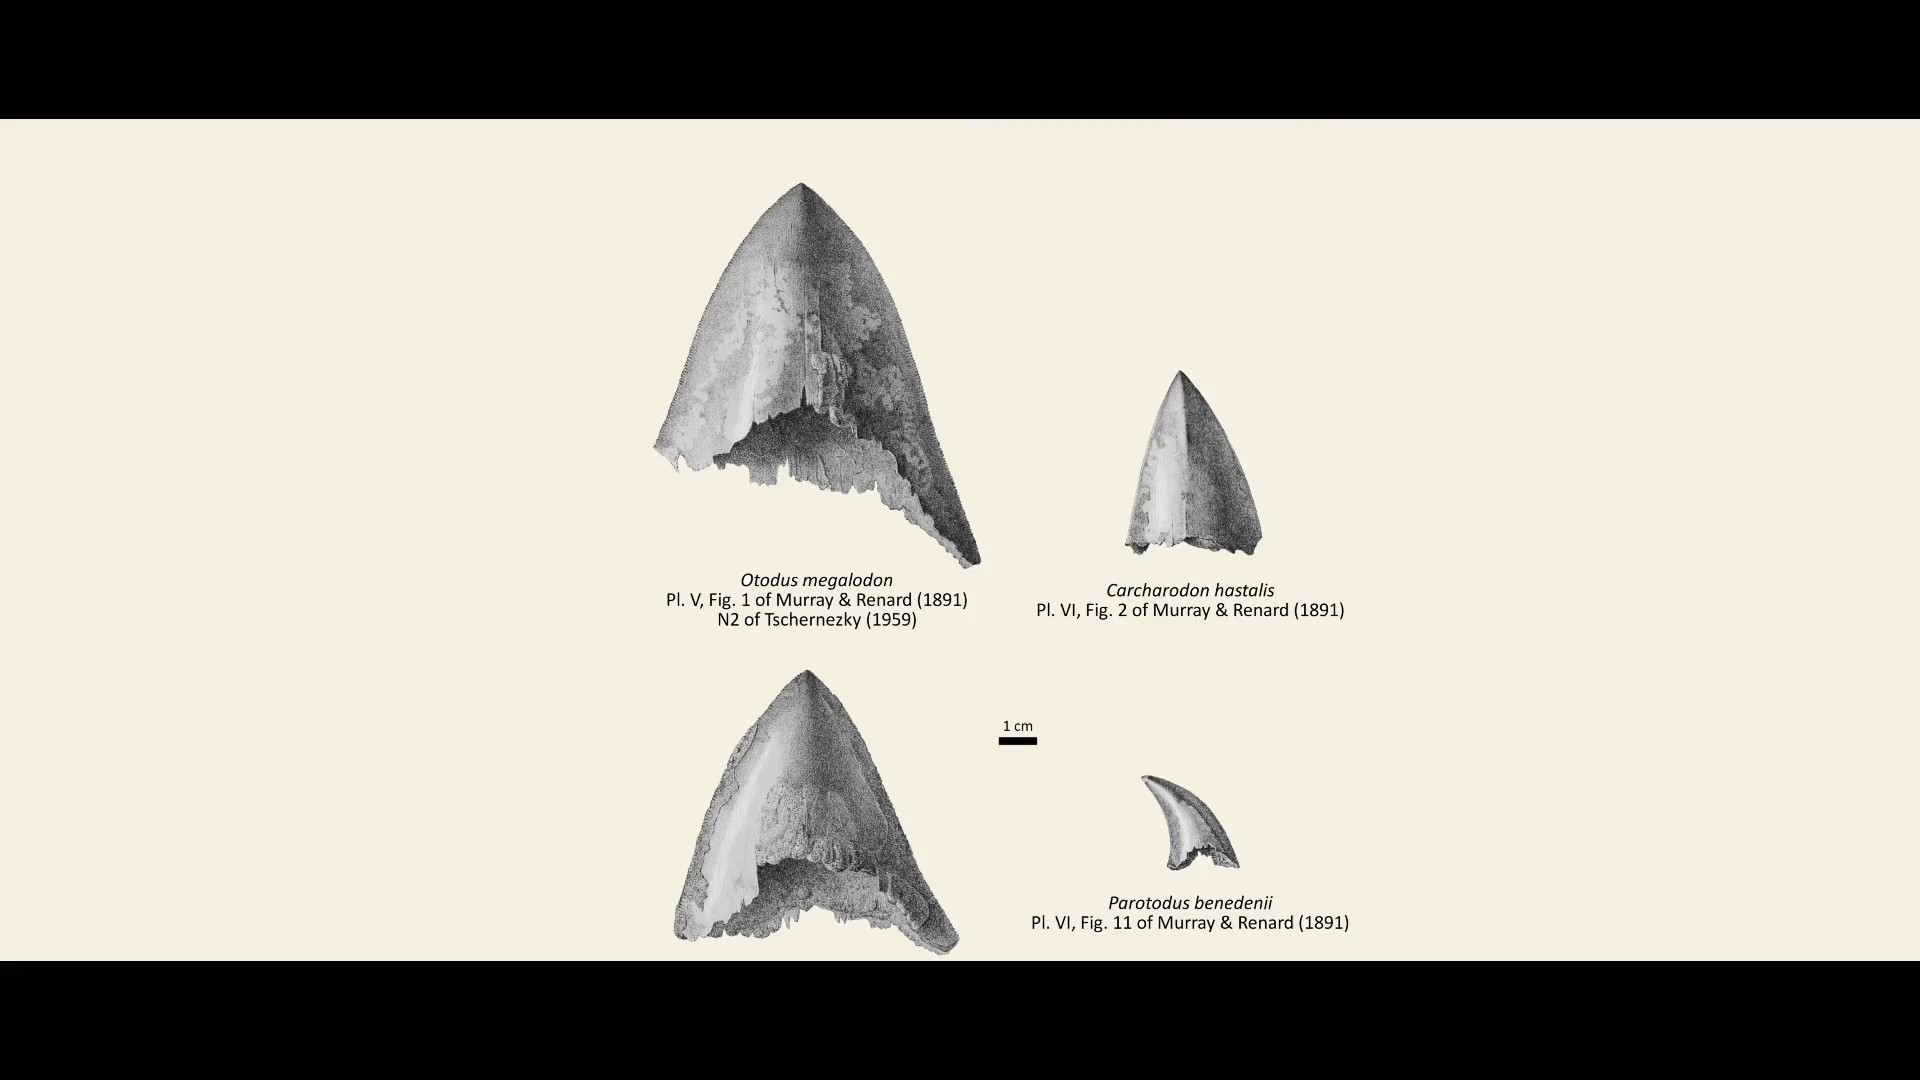 Otodus megalodon
Pl. V, Fig. 1 of Murray & Renard (1891)
N2 of Tschernezky (1959)
Carcharodon hastalis
Pl. VI, Fig. 2 of Murray & Renard (1891)
1 cm
Parotodus benedenii
Pl. VI, Fig. 11 of Murray & Renard (1891)